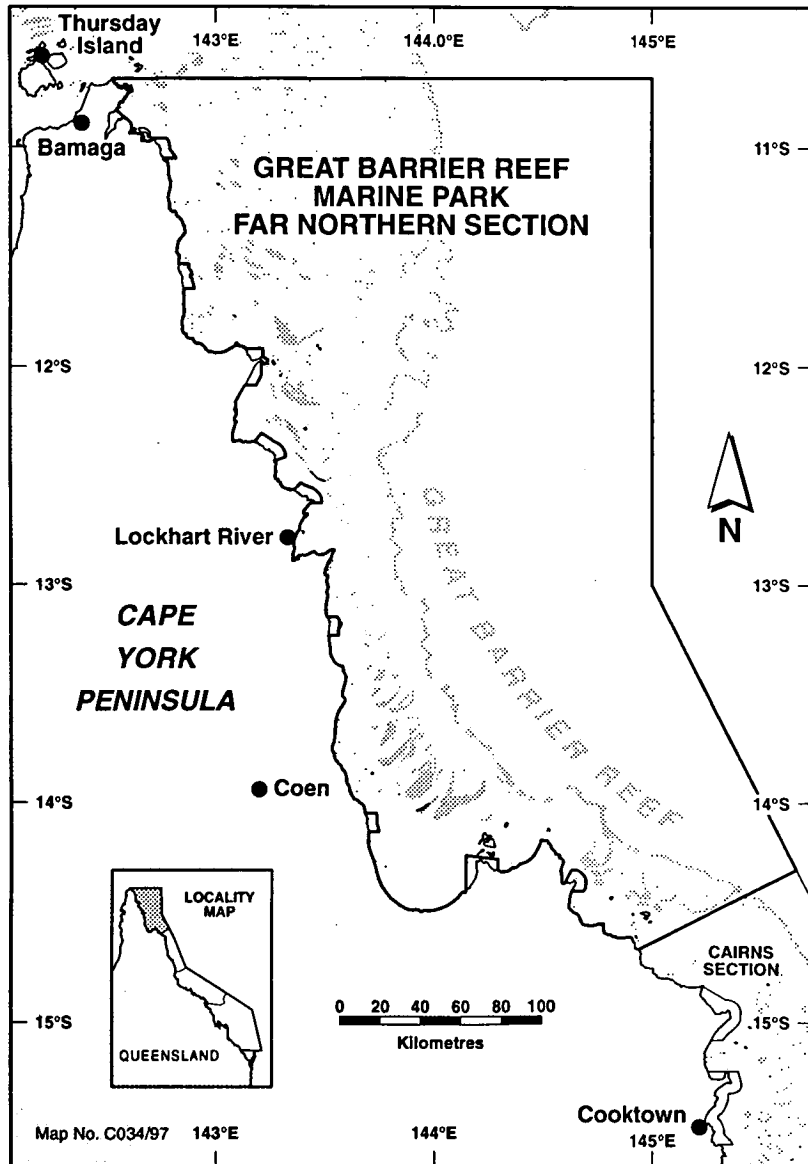 Thursday
Island
143°E
144.0°E
145°E
Bamaga
11°S
GREAT BARRIER REEF
MARINE PARK
FAR NORTHERN SECTION
12°S
12°S
GREAT BARRIER REEF
N
Lockhart River
13°S
13°S
CAPE
YORK
PENINSULA
Coen
14°S
14°S
LOCALITY
MAP
QUEENSLAND
CAIRNS
SECTION
0 20 40 60 80 100
Kilometres
15°S
15°S
Cooktown
Map No. C034/97
143°E
144°E
145°E